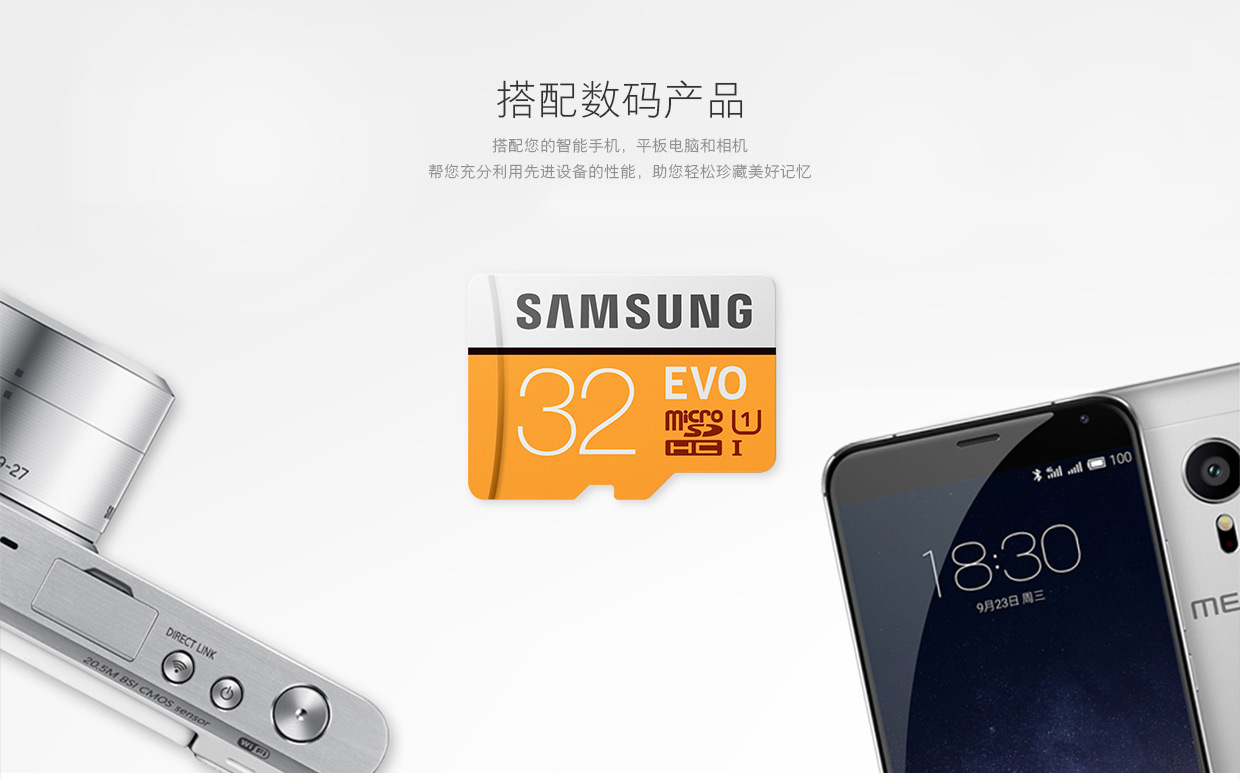 搭配数码产品
搭配您的智能手机，平板电脑和相机
帮您充分利用先进设备的性能，助您轻松珍藏美好记忆
SAMSUNG
32
EVO
micro
SD
HC I
U1
9-27
DIRECT LINK
20.5M BSI CMOS sensor
WiFi
100
18:30
9月23日 周三